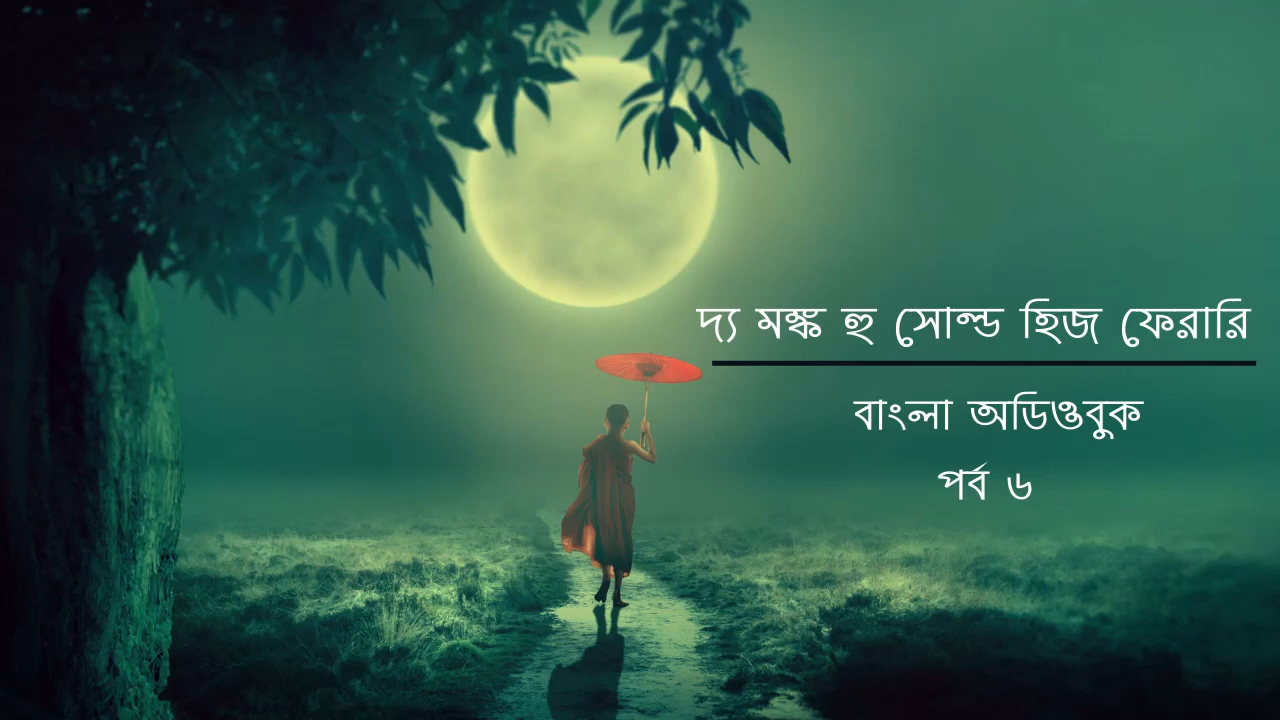 দ্য মঙ্ক হু সোল্ড হিজ ফেরারি
বাংলা অডিওবুক
পর্ব ৬